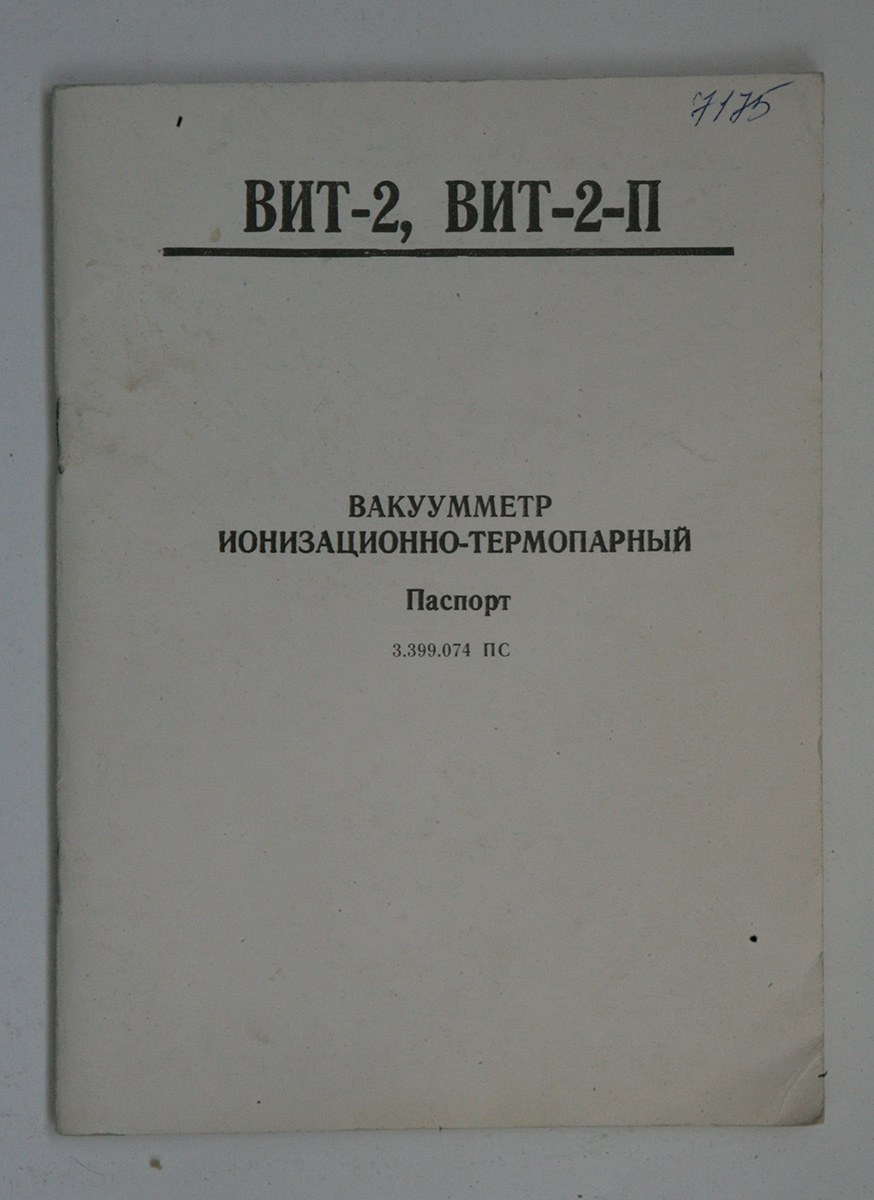 7175
ВИТ-2, ВИТ-2-П
ВАКУУММЕТР
ИОНИЗАЦИОННО-ТЕРМОПАРНЫЙ
Паспорт
3.399.074 ПС